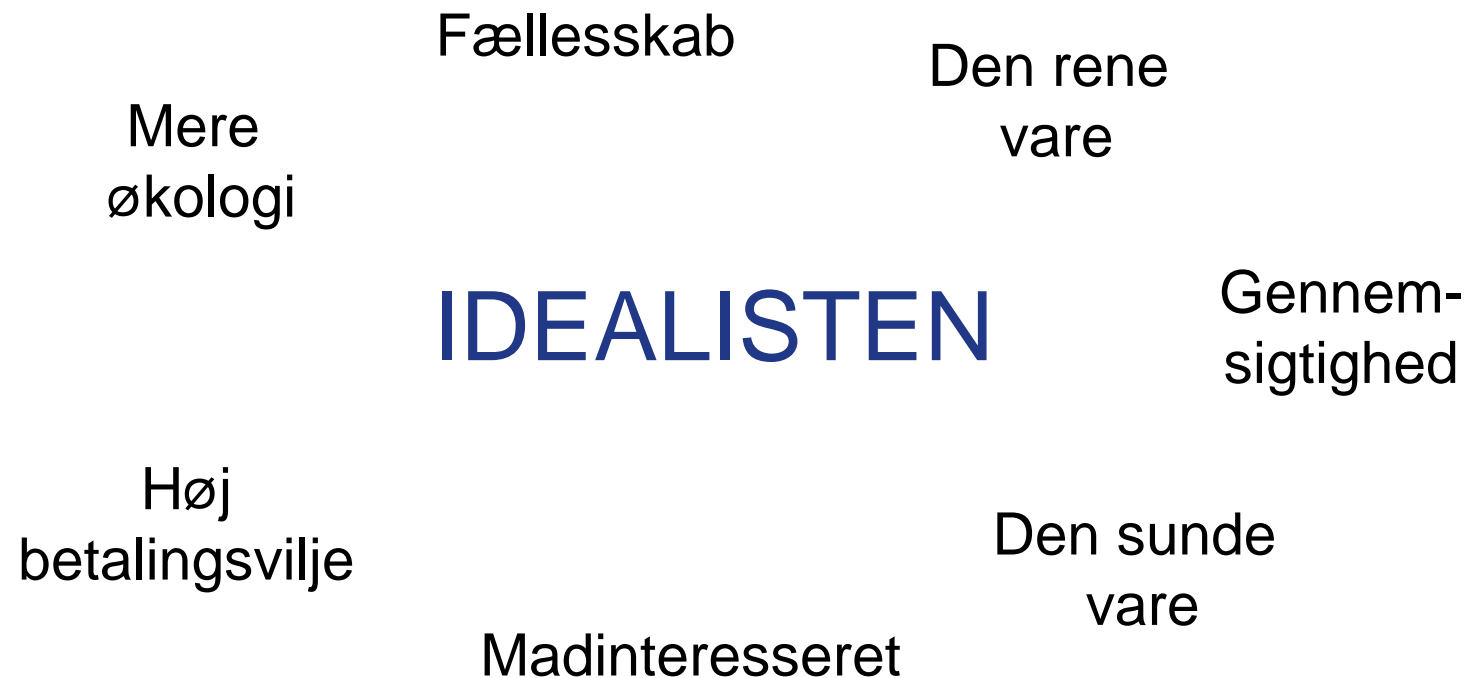 Fællesskab
Den rene
vare
Mere
økologi
IDEALISTEN
Gennem-
sigtighed
Høj
betalingsvilje
Den sunde
vare
Madinteresseret